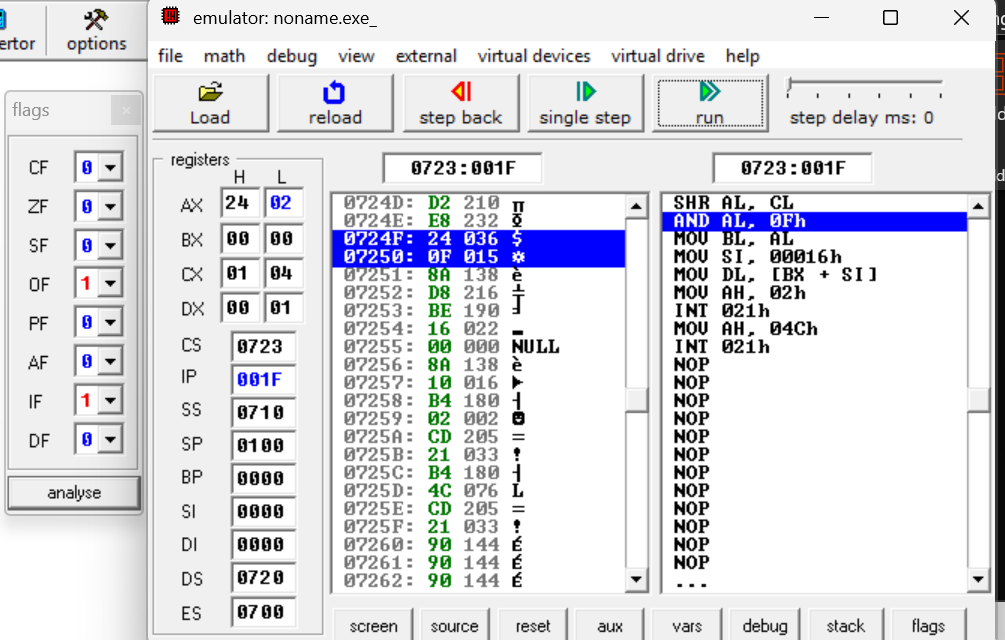 emulator: noname.exe_
ertor
options
file math debug view external virtual devices virtual drive help
Load reload step back single step run step delay ms: 0
flags
CF 0
ZF 0
SF 0
OF 1
PF 0
AF 0
IF 1
DF 0
analyse
registers
H L
AX 24 02
BX 00 00
CX 01 04
DX 00 01
CS 0723
IP 001F
SS 0710
SP 0100
BP 0000
SI 0000
DI 0000
DS 0720
ES 0700
0723:001F
0724D: D2 210 ╥
0724E: E8 232
0724F: 24 036 $
07250: 0F 015 ☼
07251: 8A 138 è
07252: D8 216 ╪
07253: BE 190 ╛
07254: 16 022 ▬
07255: 00 000 NULL
07256: 8A 138 è
07257: 10 016 ►
07258: B4 180 ┤
07259: 02 002 ☻
0725A: CD 205 =
0725B: 21 033 !
0725C: B4 180 ┤
0725D: 4C 076 L
0725E: CD 205 =
0725F: 21 033 !
07260: 90 144 É
07261: 90 144 É
07262: 90 144 É
0723:001F
SHR AL, CL
AND AL, 0Fh
MOV BL, AL
MOV SI, 00016h
MOV DL, [BX + SI]
MOV AH, 02h
INT 021h
MOV AH, 04Ch
INT 021h
NOP
NOP
NOP
NOP
NOP
NOP
NOP
NOP
NOP
NOP
NOP
NOP
...
screen source reset aux vars debug stack flags